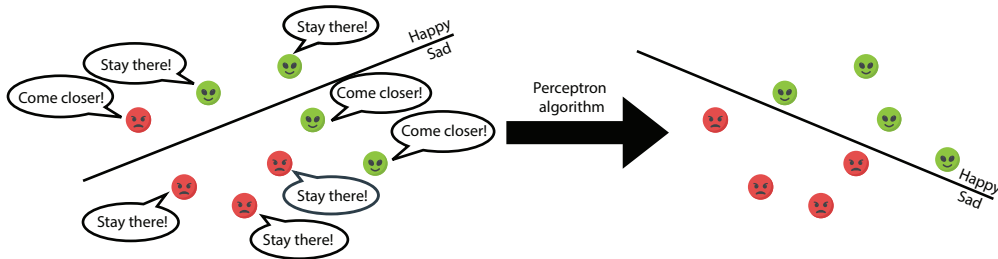 Stay there!
Happy
Sad
Stay there!
Come closer!
Come closer!
Come closer!
Stay there!
Stay there!
Stay there!
Perceptron
algorithm
Happy
Sad